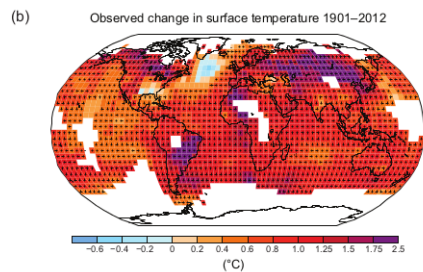 (b)
Observed change in surface temperature 1901–2012
−0.6 −0.4 −0.2 0 0.2 0.4 0.6 0.8 1.0 1.25 1.5 1.75 2.5
(°C)